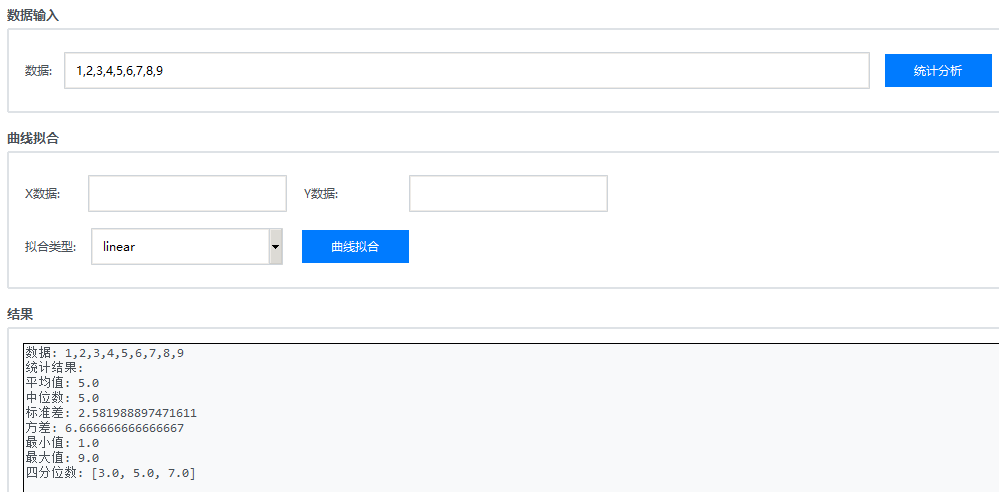 数据输入
数据: 1,2,3,4,5,6,7,8,9 统计分析
曲线拟合
X数据: Y数据:
拟合类型: linear 曲线拟合
结果
数据: 1,2,3,4,5,6,7,8,9
统计结果:
平均值: 5.0
中位数: 5.0
标准差: 2.581988897471611
方差: 6.666666666666667
最小值: 1.0
最大值: 9.0
四分位数: [3.0, 5.0, 7.0]